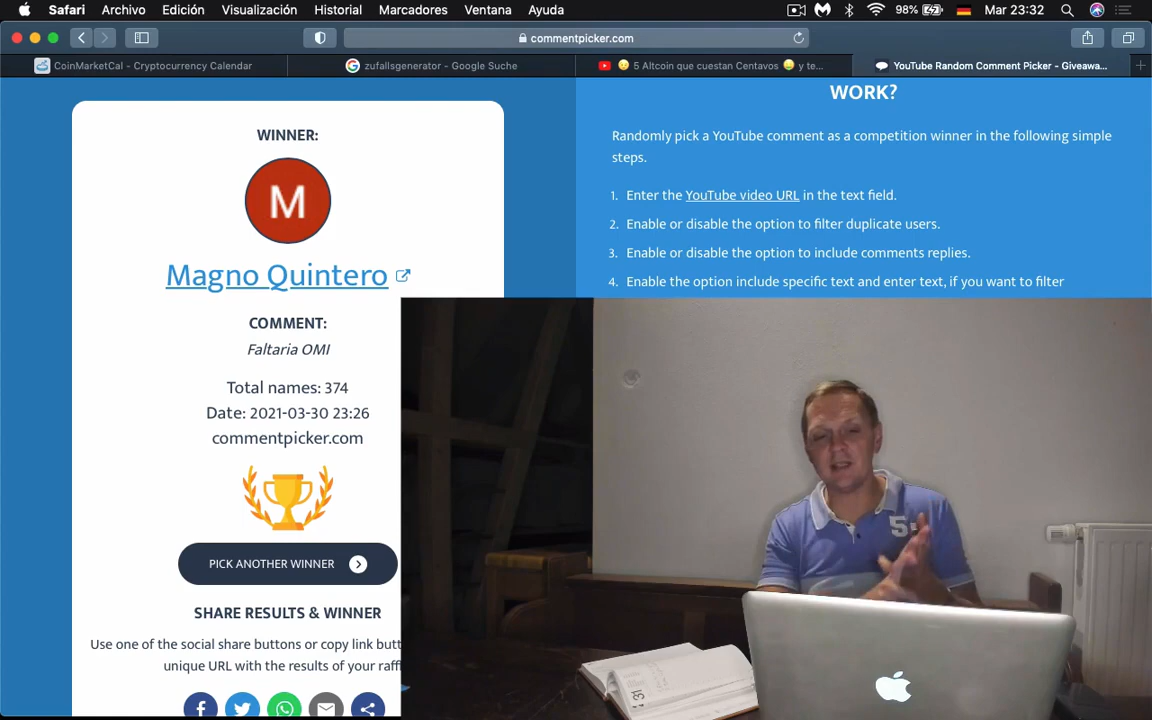 Safari Archivo Edición Visualización Historial Marcadores Ventana Ayuda 98% Mar 23:32
commentpicker.com
CoinMarketCal - Cryptocurrency Calendar
zufallsgenerator - Google Suche
5 Altcoin que cuestan Centavos y te...
YouTube Random Comment Picker - Giveawa...
WINNER:
M
Magno Quintero
COMMENT:
Faltaria OMI
Total names: 374
Date: 2021-03-30 23:26
commentpicker.com
PICK ANOTHER WINNER
SHARE RESULTS & WINNER
Use one of the social share buttons or copy link
unique URL with the results of your
WORK?
Randomly pick a YouTube comment as a competition winner in the following simple
steps.
1. Enter the YouTube video URL in the text field.
2. Enable or disable the option to filter duplicate users.
3. Enable or disable the option to include comments replies.
4. Enable the option include specific text and enter text, if you want to filter
5
31